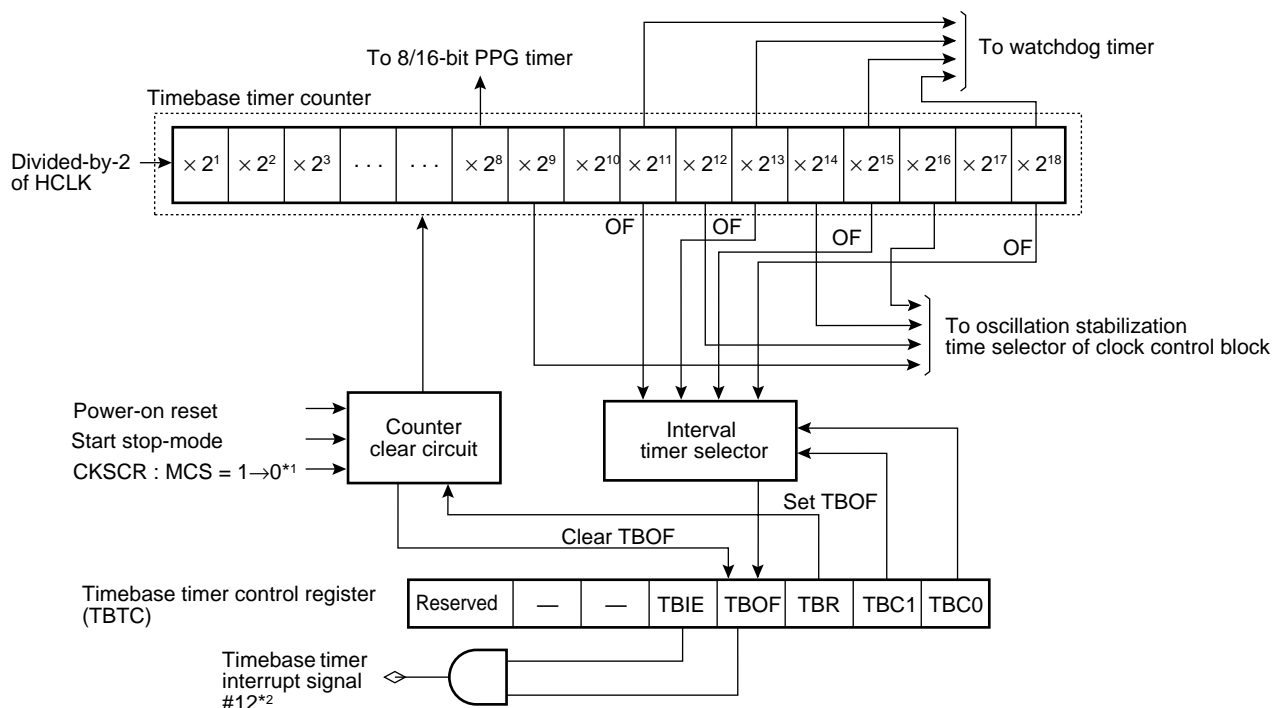 To watchdog timer
To 8/16-bit PPG timer
Timebase timer counter
Divided-by-2
of HCLK
× 2¹ × 2² × 2³ · · · · · · × 2⁸ × 2⁹ × 2¹⁰ × 2¹¹ × 2¹² × 2¹³ × 2¹⁴ × 2¹⁵ × 2¹⁶ × 2¹⁷ × 2¹⁸
OF OF OF OF
To oscillation stabilization
time selector of clock control block
Power-on reset
Start stop-mode
CKSCR : MCS = 1→0*¹
Counter
clear circuit
Interval
timer selector
Set TBOF
Clear TBOF
Timebase timer control register
(TBTC)
Reserved — — TBIE TBOF TBR TBC1 TBC0
Timebase timer
interrupt signal
#12*²